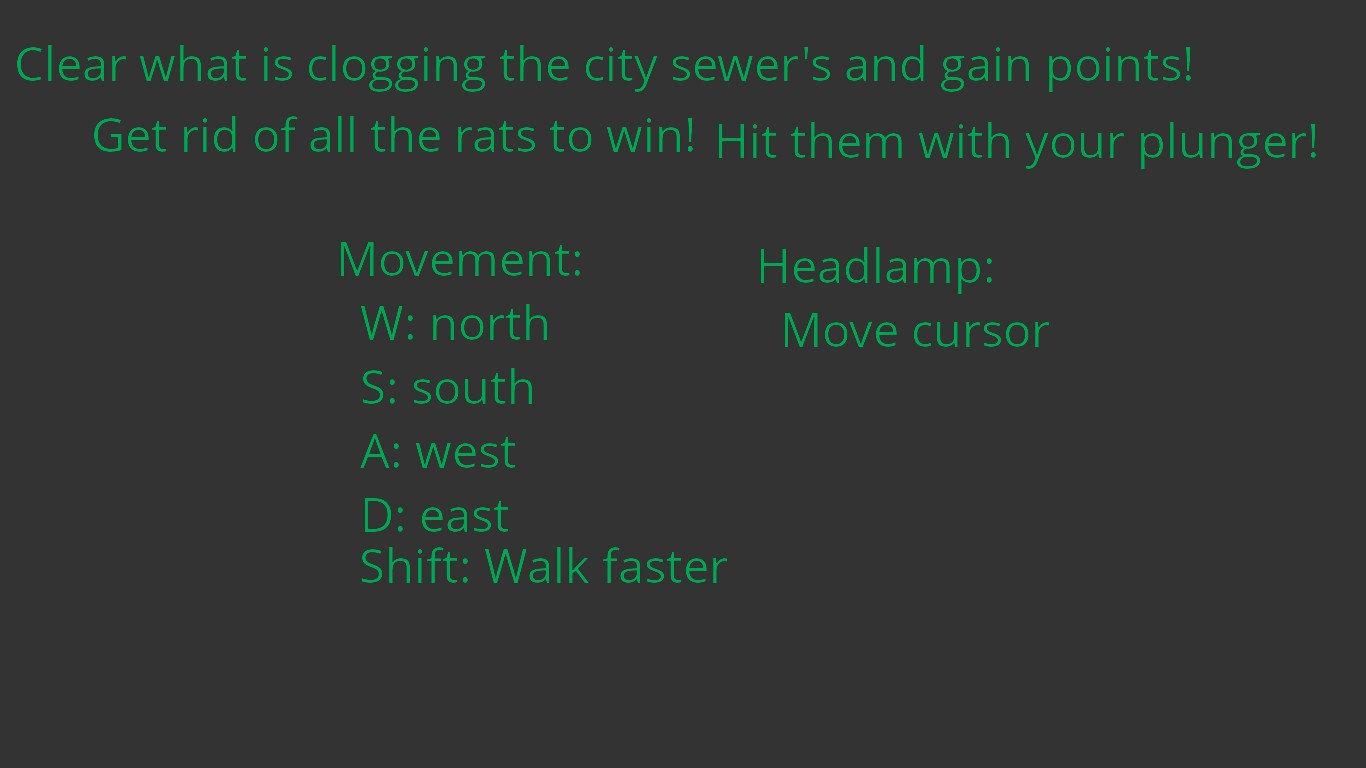 Clear what is clogging the city sewer's and gain points!
Get rid of all the rats to win! Hit them with your plunger!
Movement:
W: north
S: south
A: west
D: east
Shift: Walk faster
Headlamp:
Move cursor